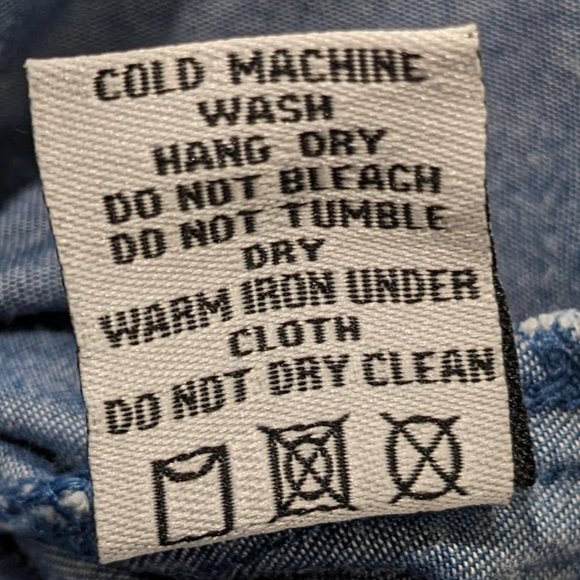 COLD MACHINE
WASH
HANG DRY
DO NOT BLEACH
DO NOT TUMBLE
DRY
WARM IRON UNDER
CLOTH
DO NOT DRY CLEAN